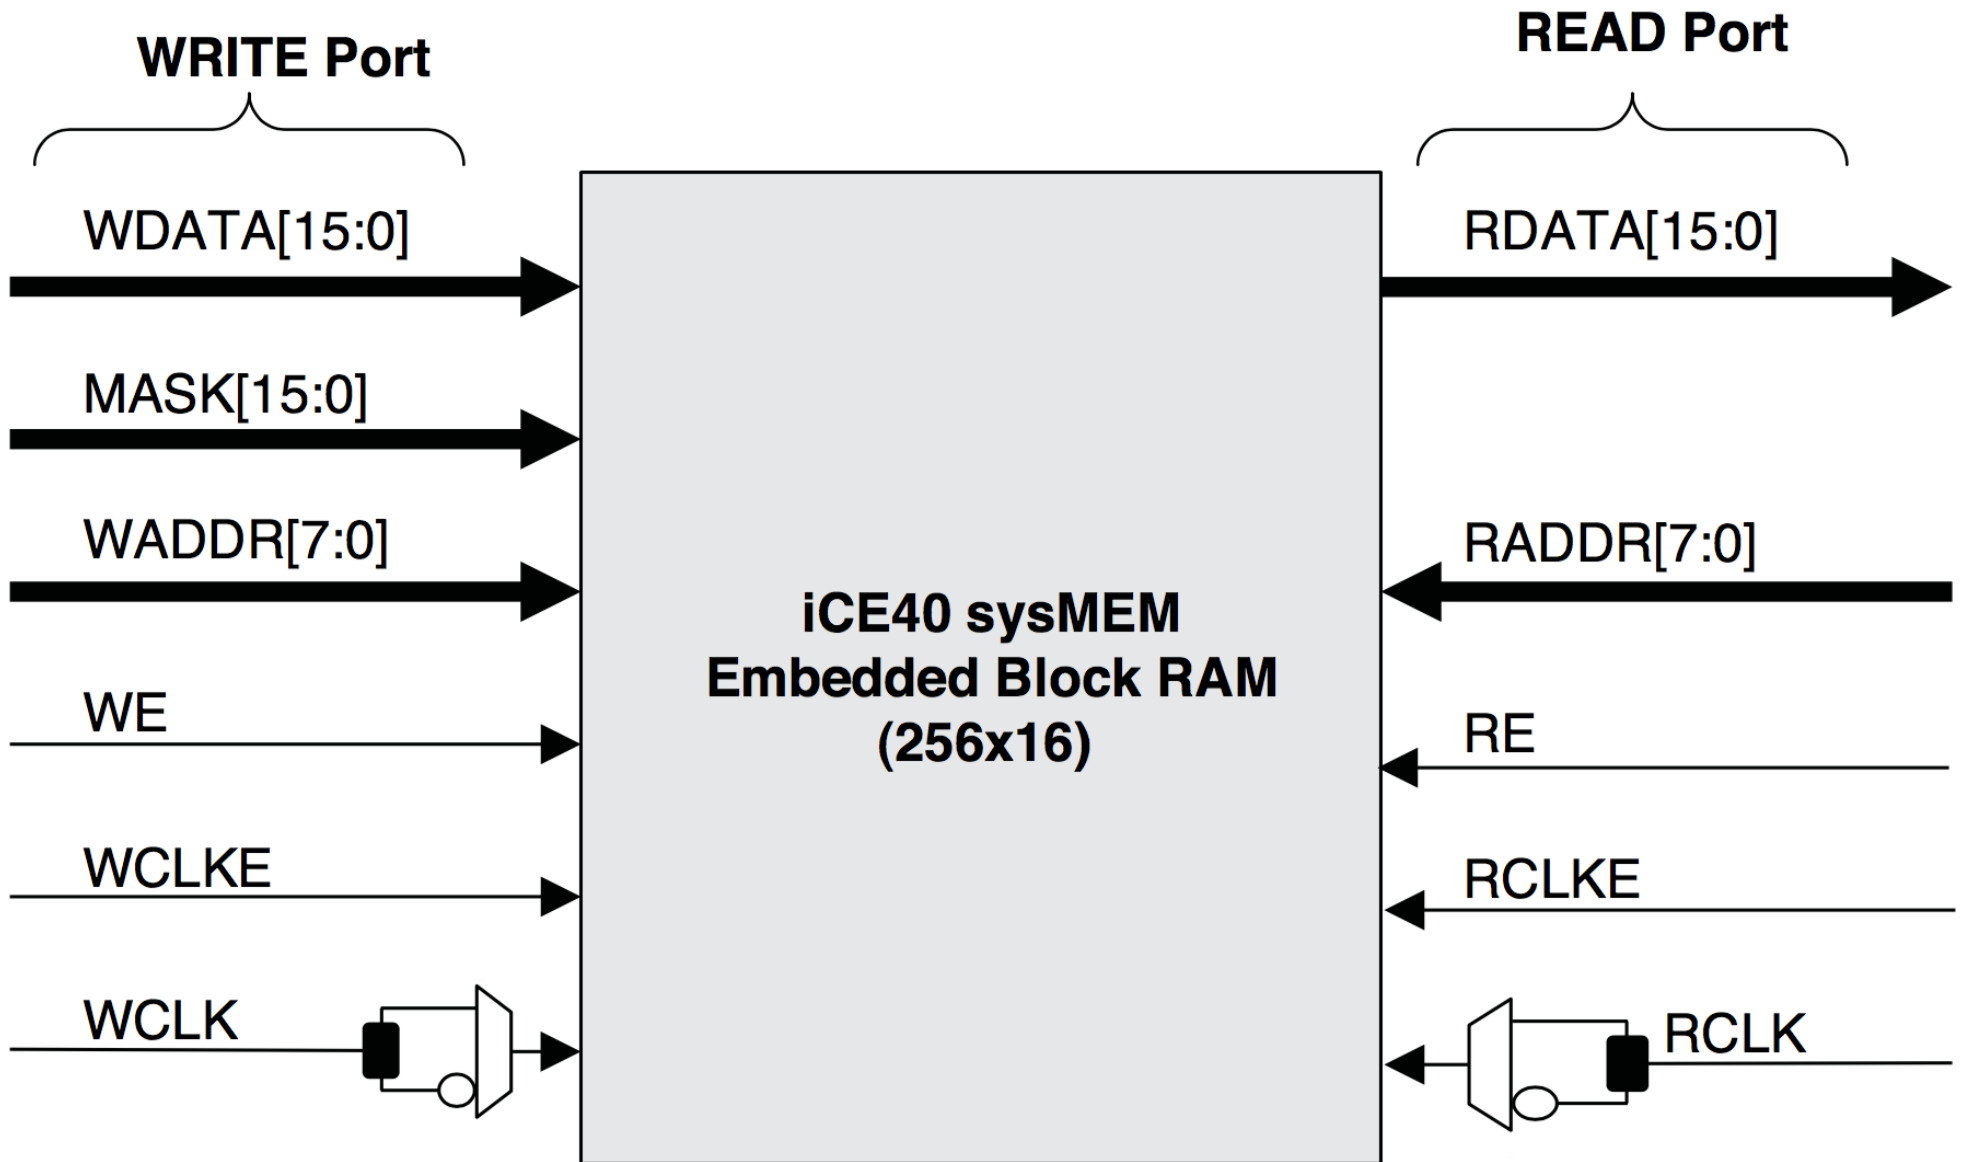 WRITE Port
READ Port
WDATA[15:0]
RDATA[15:0]
MASK[15:0]
WADDR[7:0]
RADDR[7:0]
iCE40 sysMEM
Embedded Block RAM
(256x16)
WE
RE
WCLKE
RCLKE
WCLK
RCLK